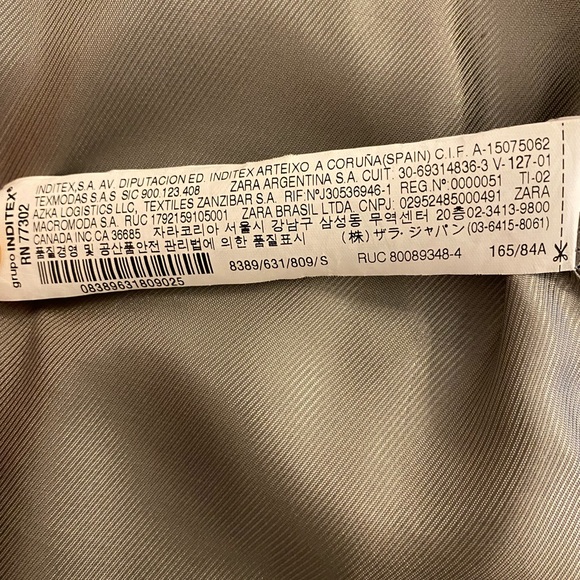 grupo INDITEX®
RN 77302
INDITEX,S.A. AV. DIPUTACION ED. INDITEX ARTEIXO A CORUÑA(SPAIN) C.I.F. A-15075062
TEXMODAS S.A.S SIC 900.123.408 ZARA ARGENTINA S.A. CUIT: 30-69314836-3 V-127-01
AZKA LOGISTICS LLC, TEXTILES ZANZIBAR S.A. RIF:NºJ30536946-1 REG.Nº 0000051 TI-02
MACROMODA S.A. RUC 1792159105001 ZARA BRASIL LTDA, CNPJ: 02952485000491 ZARA
CANADA INC CA 36685 자라코리아 서울시 강남구 삼성동 무역센터 20층 02-3413-9800
품질경영 및 공산품안전 관리법에 의한 품질표시 (株) ザラ・ジャパン (03-6415-8061)
08389631809025 8389/631/809/S RUC 80089348-4 165/84A